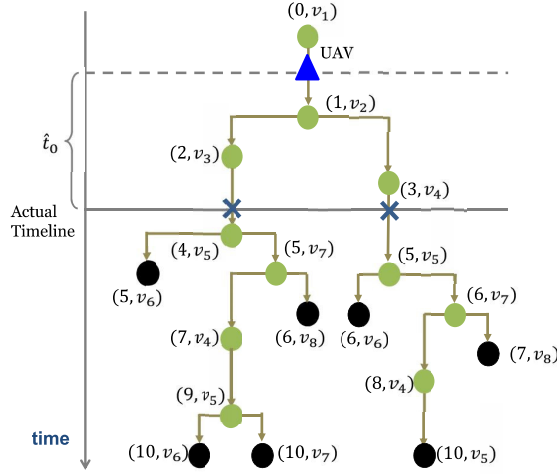 (0, v₁)
UAV
(1, v₂)
t̂₀
(2, v₃)
(3, v₄)
Actual
Timeline
(4, v₅)
(5, v₇)
(5, v₅)
(5, v₆)
(6, v₇)
(7, v₄)
(6, v₈)
(6, v₆)
(7, v₈)
(8, v₄)
(9, v₅)
time
(10, v₆)
(10, v₇)
(10, v₅)